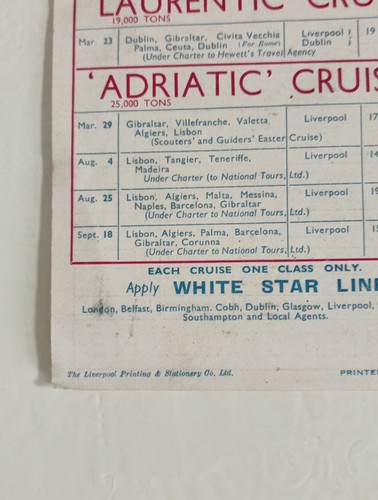 LAURENTIC' CRU
19,000 TONS
Mar. 23 Dublin, Gibraltar, Civita Vecchia Liverpool 19
Palma, Ceuta, Dublin (For Rome) Dublin
(Under Charter to Hewett's Travel Agency
'ADRIATIC' CRUIS
25,000 TONS
Mar. 29 Gibraltar, Villefranche, Valetta, Liverpool 17
Algiers, Lisbon
(Scouters' and Guiders' Easter Cruise)
Aug. 4 Lisbon, Tangier, Teneriffe, Liverpool 14
Madeira
Under Charter (to National Tours, Ltd.)
Aug. 25 Lisbon, Algiers, Malta, Messina, Liverpool 19
Naples, Barcelona, Gibraltar
(Under Charter to National Tours, Ltd.)
Sept. 18 Lisbon, Algiers, Palma, Barcelona, Liverpool 15
Gibraltar, Corunna
(Under Charter to National Tours, Ltd.)
EACH CRUISE ONE CLASS ONLY.
Apply WHITE STAR LIN
London, Belfast, Birmingham. Cobh, Dublin, Glasgow, Liverpool,
Southampton and Local Agents.
The Liverpool Printing & Stationery Co. Ltd. PRINTE